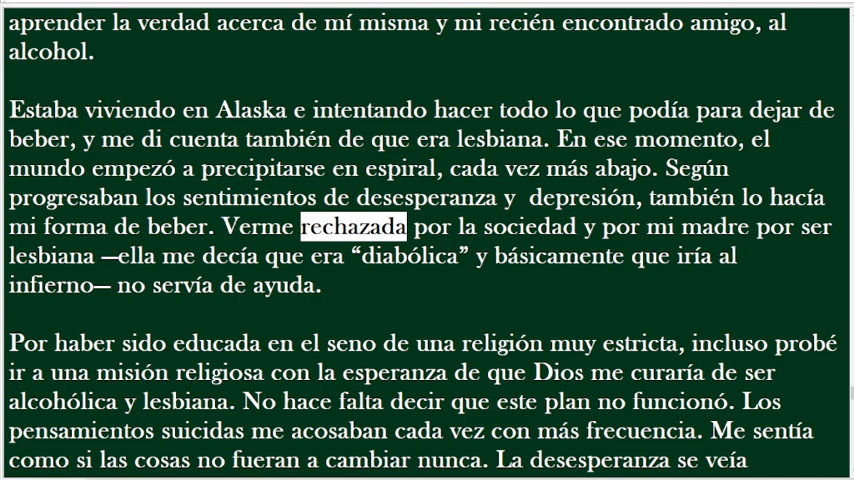 aprender la verdad acerca de mí misma y mi recién encontrado amigo, al
alcohol.
Estaba viviendo en Alaska e intentando hacer todo lo que podía para dejar de
beber, y me di cuenta también de que era lesbiana. En ese momento, el
mundo empezó a precipitarse en espiral, cada vez más abajo. Según
progresaban los sentimientos de desesperanza y depresión, también lo hacía
mi forma de beber. Verme rechazada por la sociedad y por mi madre por ser
lesbiana —ella me decía que era “diabólica” y básicamente que iría al
infierno— no servía de ayuda.
Por haber sido educada en el seno de una religión muy estricta, incluso probé
ir a una misión religiosa con la esperanza de que Dios me curaría de ser
alcohólica y lesbiana. No hace falta decir que este plan no funcionó. Los
pensamientos suicidas me acosaban cada vez con más frecuencia. Me sentía
como si las cosas no fueran a cambiar nunca. La desesperanza se veía